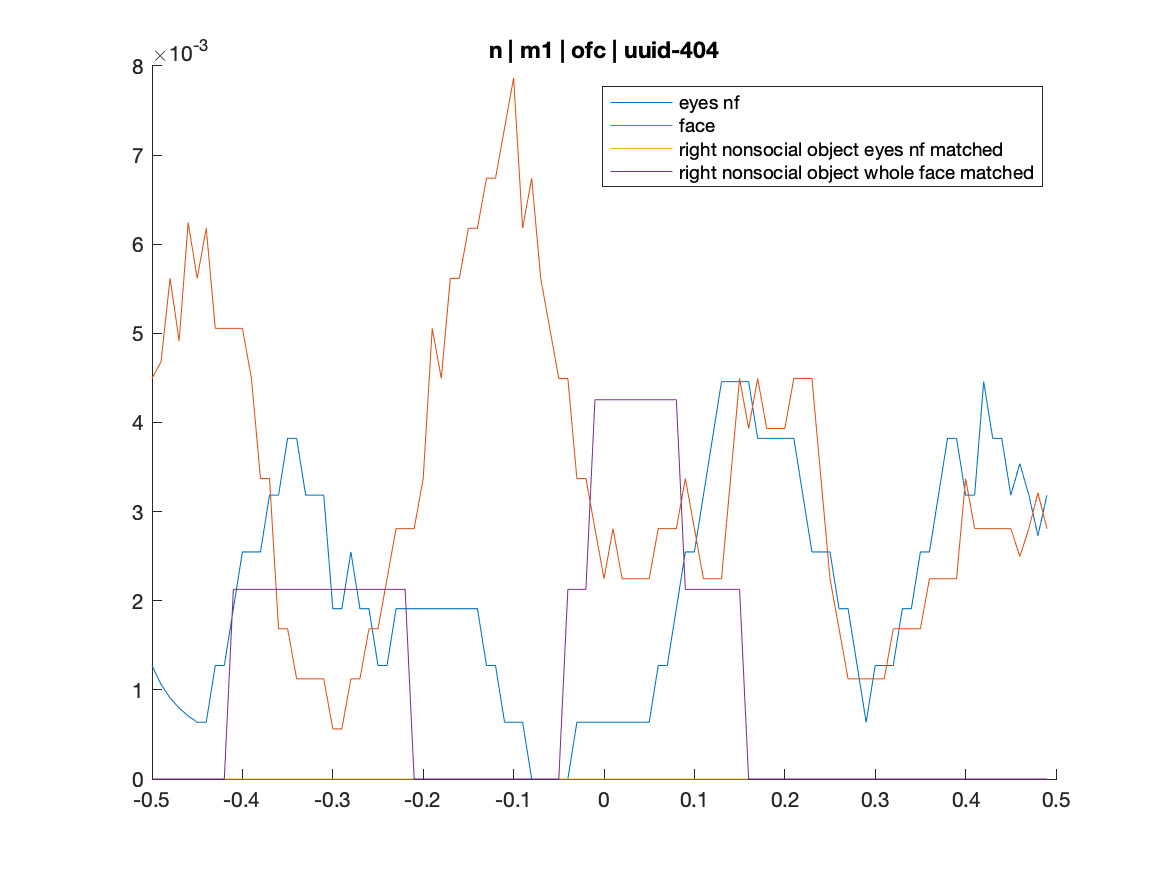 n | m1 | ofc | uuid-404
×10-3
8
7
6
5
4
3
2
1
0
-0.5 -0.4 -0.3 -0.2 -0.1 0 0.1 0.2 0.3 0.4 0.5
eyes nf
face
right nonsocial object eyes nf matched
right nonsocial object whole face matched